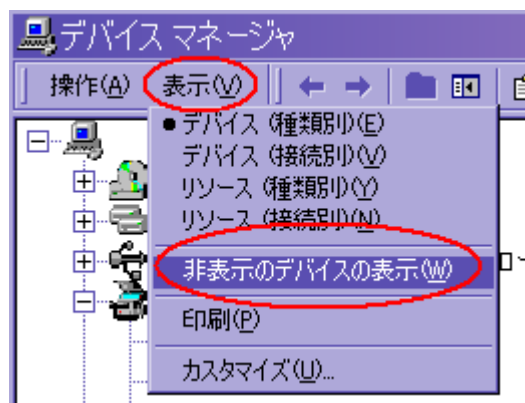 デバイス マネージャ
操作(A) 表示(V)
デバイス (種類別)(E)
デバイス (接続別)(V)
リソース (種類別)(Y)
リソース (接続別)(N)
非表示のデバイスの表示(W)
印刷(P)
カスタマイズ(U)...